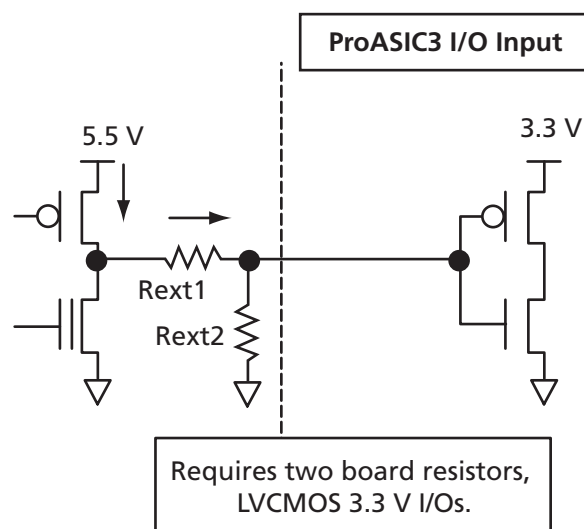 ProASIC3 I/O Input
5.5 V
3.3 V
Rext1
Rext2
Requires two board resistors,
LVCMOS 3.3 V I/Os.